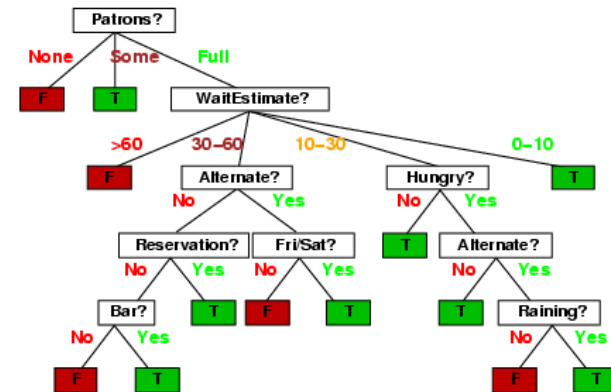 Patrons?
None Some Full
F T WaitEstimate?
>60 30–60 10–30 0–10
F Alternate? Hungry? T
No Yes No Yes
Reservation? Fri/Sat? T Alternate?
No Yes No Yes No Yes
Bar? T F T T Raining?
No Yes No Yes
F T F T